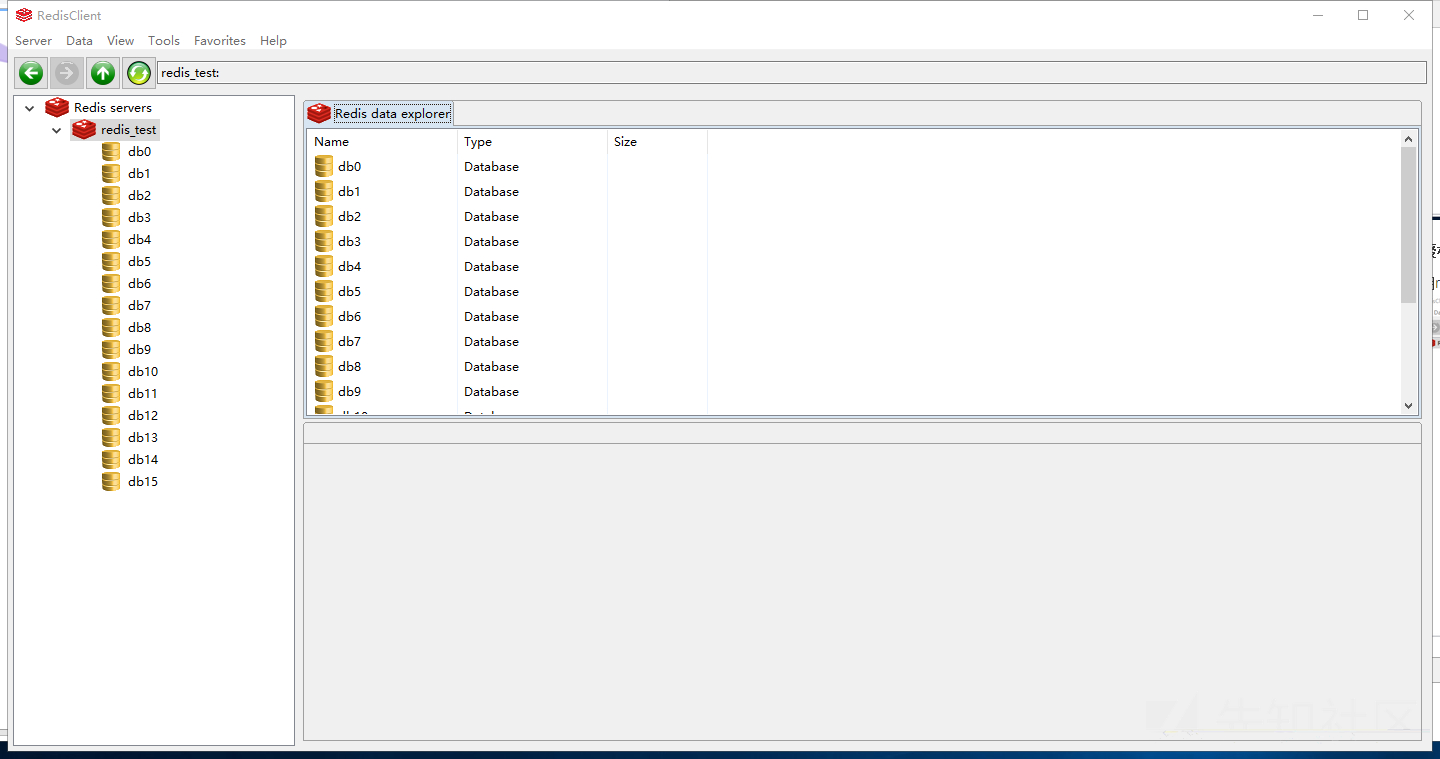 RedisClient
Server Data View Tools Favorites Help
redis_test:
Redis servers
redis_test
db0
db1
db2
db3
db4
db5
db6
db7
db8
db9
db10
db11
db12
db13
db14
db15
Redis data explorer
Name Type Size
db0 Database
db1 Database
db2 Database
db3 Database
db4 Database
db5 Database
db6 Database
db7 Database
db8 Database
db9 Database
先知社区